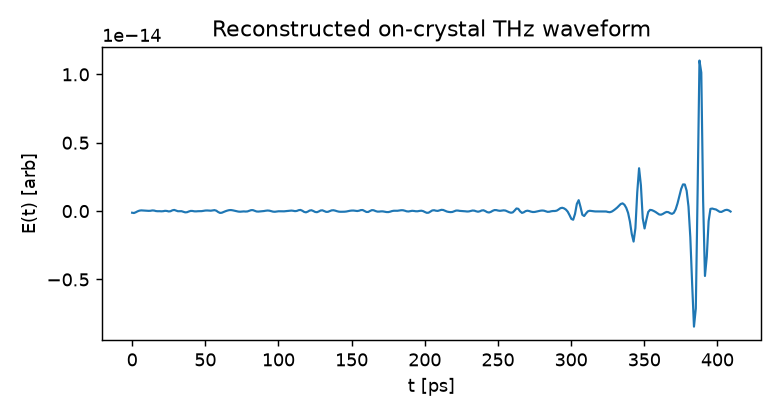 Reconstructed on-crystal THz waveform
1e−14
1.0
0.5
0.0
−0.5
E(t) [arb]
0 50 100 150 200 250 300 350 400
t [ps]